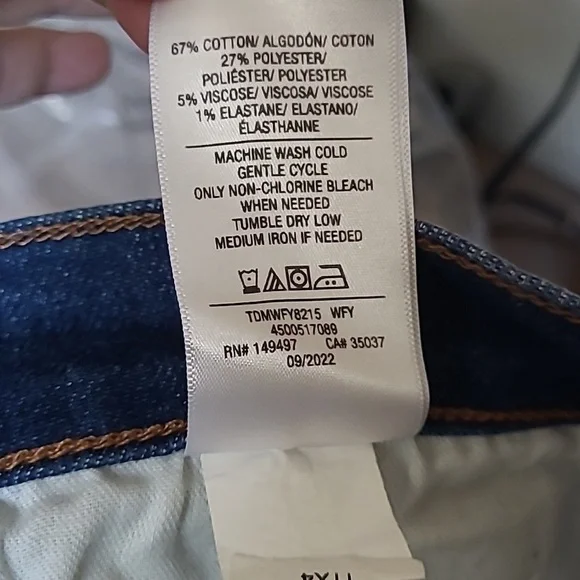 67% COTTON/ ALGODÓN/ COTON
27% POLYESTER/
POLIÉSTER/ POLYESTER
5% VISCOSE/ VISCOSA/ VISCOSE
1% ELASTANE/ ELASTANO/
ÉLASTHANNE
MACHINE WASH COLD
GENTLE CYCLE
ONLY NON-CHLORINE BLEACH
WHEN NEEDED
TUMBLE DRY LOW
MEDIUM IRON IF NEEDED
TDMWFY8215 WFY
4500517089
RN# 149497 CA# 35037
09/2022